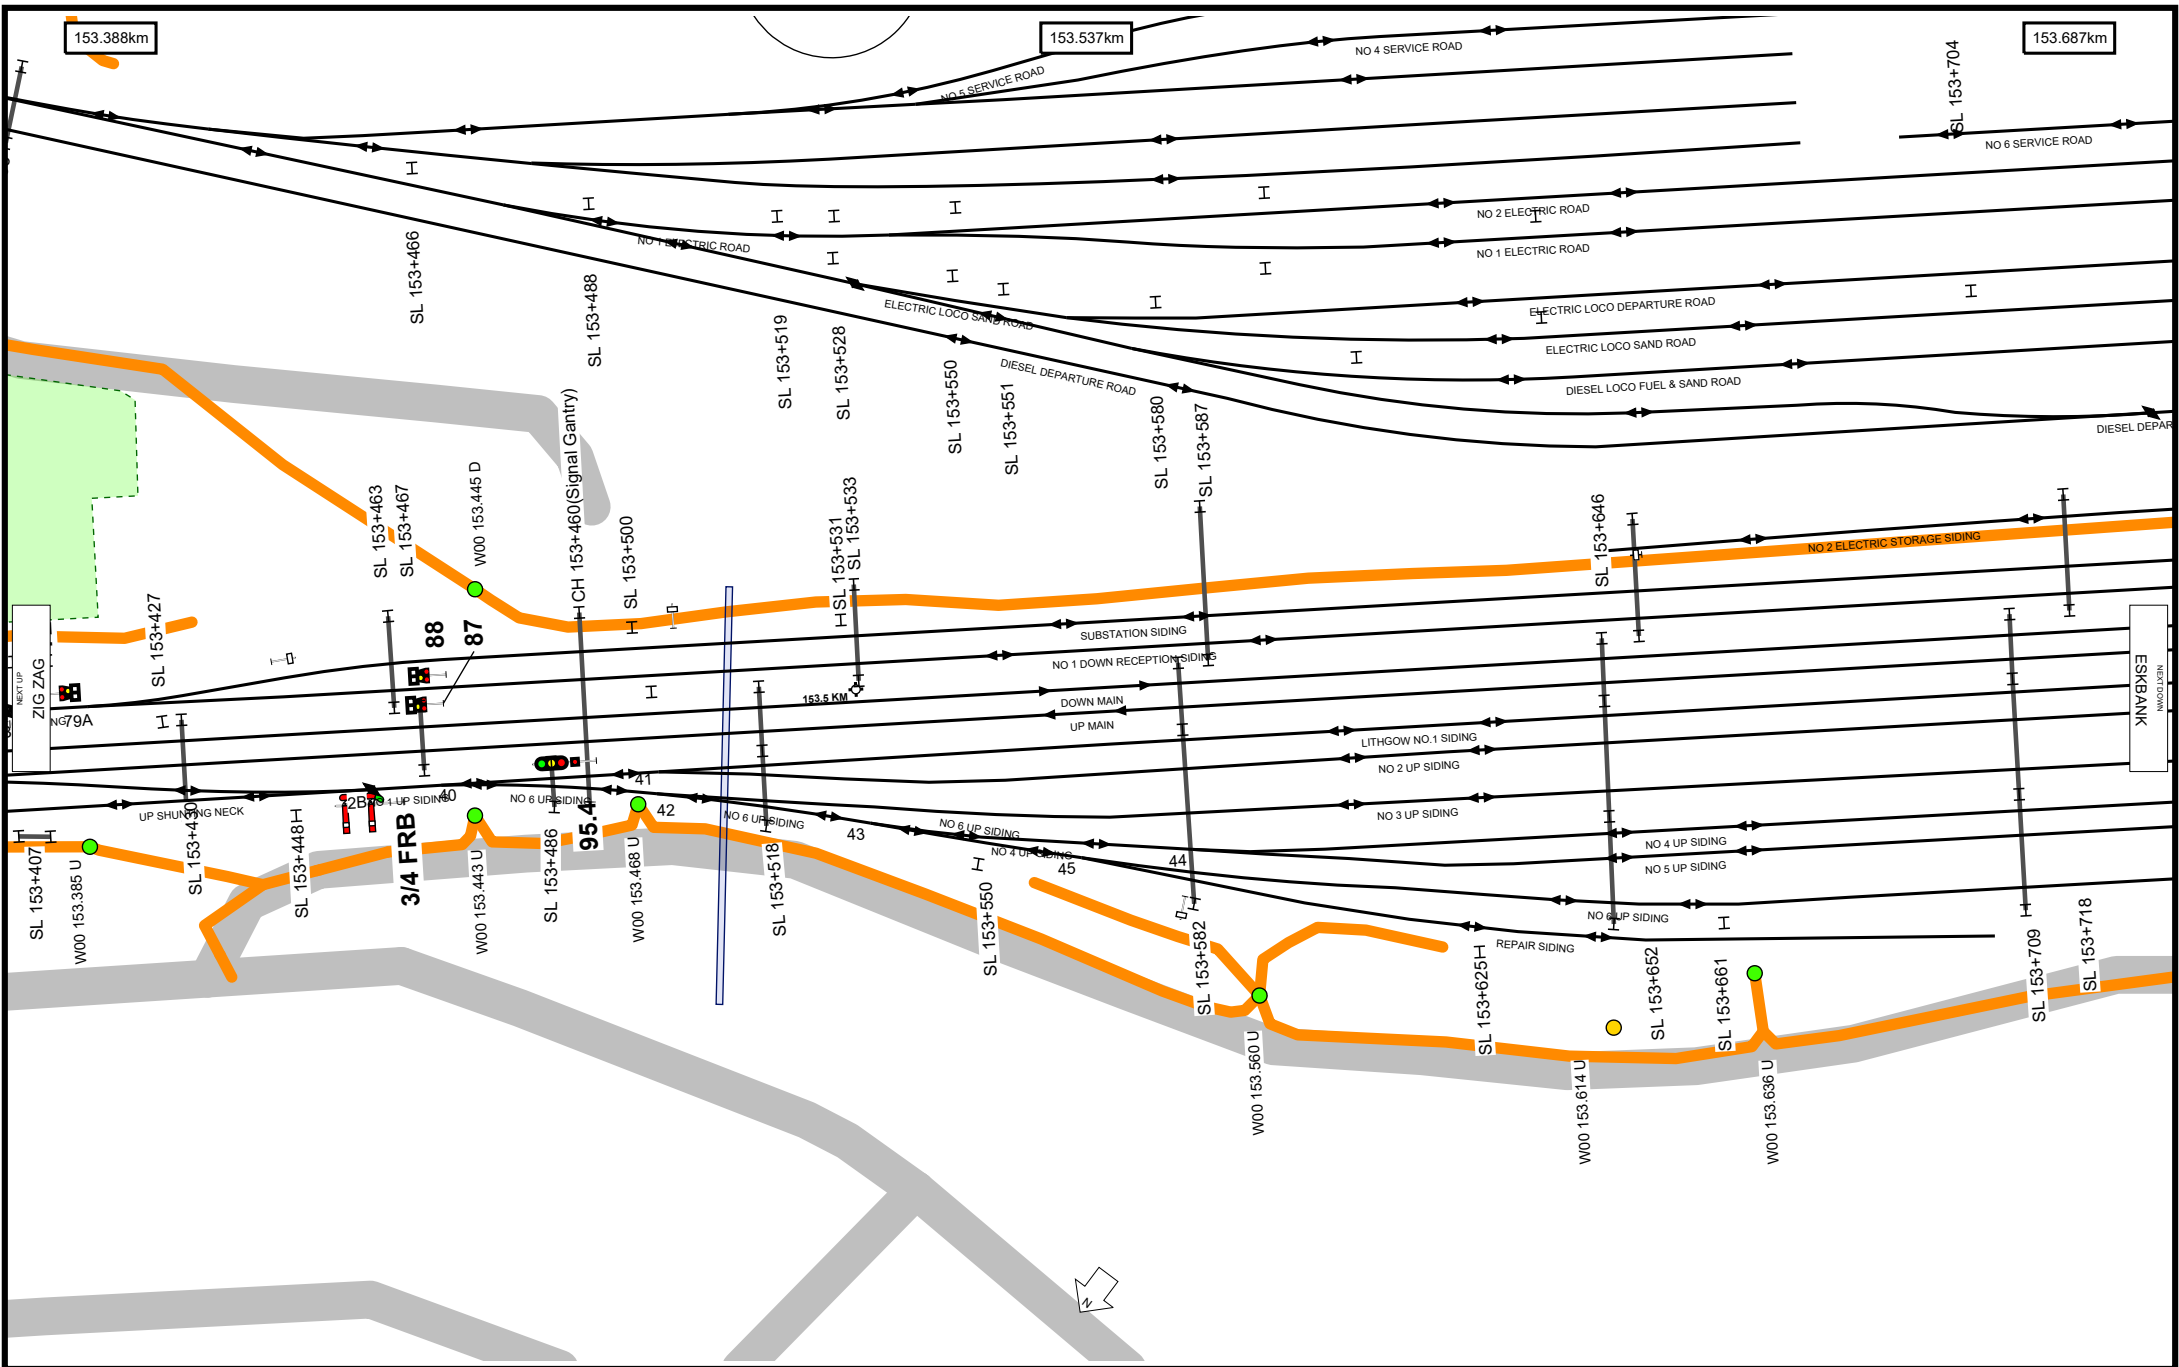 153.388km
153.537km
153.687km
NO 4 SERVICE ROAD
NO 5 SERVICE ROAD
SL 153+704
NO 6 SERVICE ROAD
NO 2 ELECTRIC ROAD
NO 1 ELECTRIC ROAD
NO 1 ELECTRIC ROAD
SL 153+466
SL 153+488
SL 153+519
SL 153+528
SL 153+550
SL 153+551
SL 153+580
SL 153+587
ELECTRIC LOCO SAND ROAD
ELECTRIC LOCO DEPARTURE ROAD
ELECTRIC LOCO SAND ROAD
DIESEL DEPARTURE ROAD
DIESEL LOCO FUEL & SAND ROAD
DIESEL DEPAR
SL 153+463
SL 153+467
W00 153.445 D
CH 153+460(Signal Gantry)
SL 153+500
SL 153+531
SL 153+533
SL 153+646
NO 2 ELECTRIC STORAGE SIDING
SL 153+427
88
87
SUBSTATION SIDING
NO 1 DOWN RECEPTION SIDING
NEXT UP
ZIG ZAG
NG
79A
153.5 KM
DOWN MAIN
UP MAIN
LITHGOW NO.1 SIDING
NO 2 UP SIDING
NEXT DOWN
ESKBANK
UP SHUNTING NECK
NO 1 UP SIDING
40
41
42
NO 6 UP SIDING
NO 6 UP SIDING
43
NO 6 UP SIDING
NO 4 UP SIDING
45
44
NO 3 UP SIDING
NO 4 UP SIDING
NO 5 UP SIDING
NO 6 UP SIDING
REPAIR SIDING
SL 153+407
W00 153.385 U
SL 153+430
SL 153+448
3/4 FRB
W00 153.443 U
SL 153+486
95.4
W00 153.468 U
SL 153+518
SL 153+550
SL 153+582
W00 153.560 U
SL 153+625
W00 153.614 U
SL 153+652
SL 153+661
W00 153.636 U
SL 153+709
SL 153+718
N